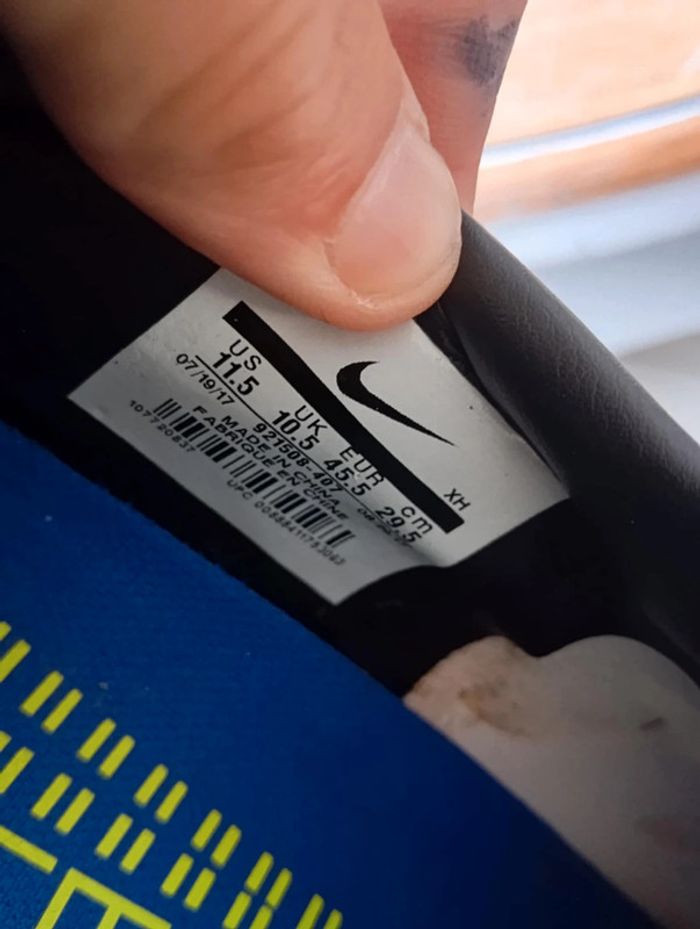 XH
US UK EUR cm
11.5 10.5 45.5 29.5
07/19/17
MADE IN CHINA
FABRIQUE EN CHINE
UPC